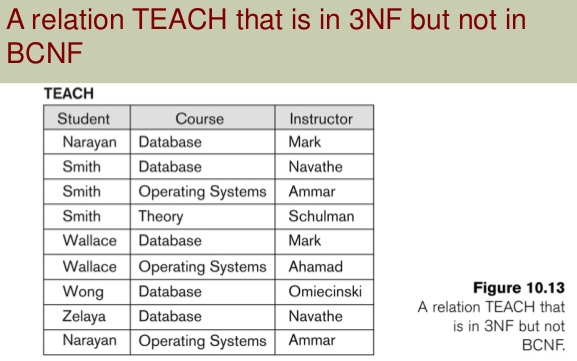 A relation TEACH that is in 3NF but not in
BCNF
TEACH
Student Course Instructor
Narayan Database Mark
Smith Database Navathe
Smith Operating Systems Ammar
Smith Theory Schulman
Wallace Database Mark
Wallace Operating Systems Ahamad
Wong Database Omiecinski
Zelaya Database Navathe
Narayan Operating Systems Ammar
Figure 10.13
A relation TEACH that
is in 3NF but not
BCNF.